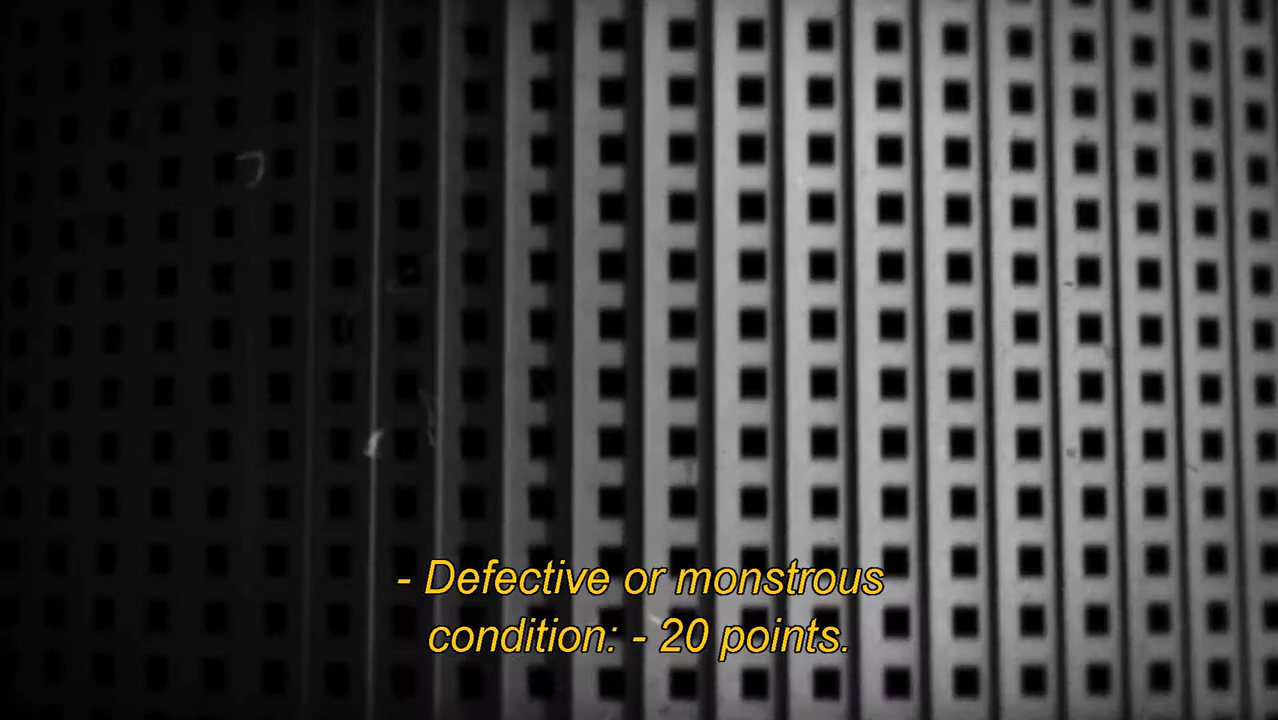 - Defective or monstrous
condition: - 20 points.